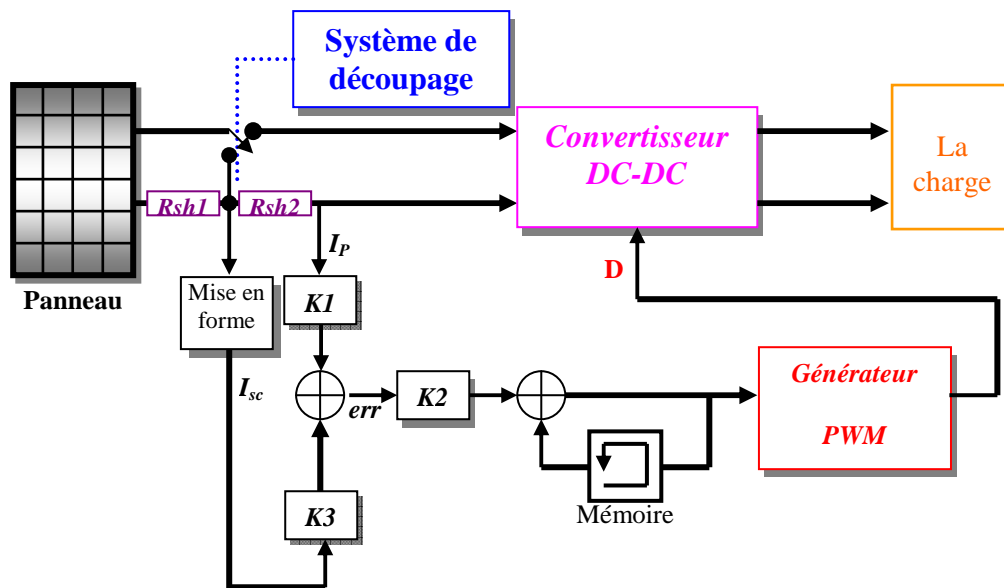 Système de
découpage
Convertisseur
DC-DC
La
charge
Rsh1
Rsh2
I_P
D
Panneau
Mise en
forme
K1
I_sc
err
K2
Générateur
PWM
K3
Mémoire